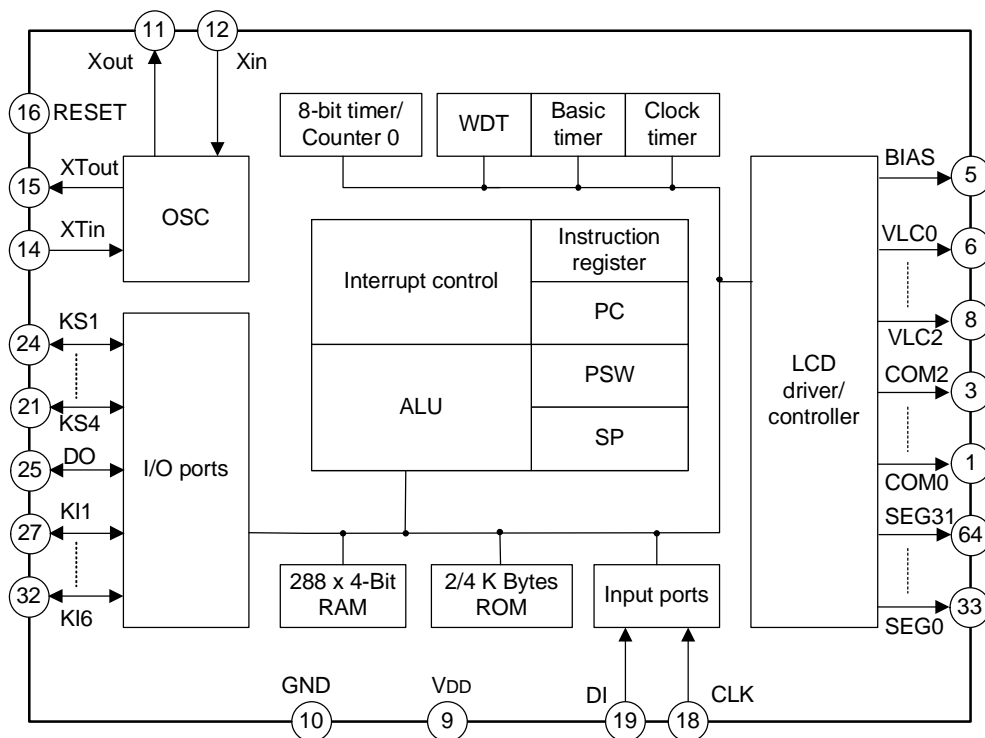 11
12
Xout
Xin
16
RESET
8-bit timer/
Counter 0
WDT
Basic
timer
Clock
timer
XTout
15
XTin
14
OSC
BIAS
5
VLC0
6
8
VLC2
Interrupt control
Instruction
register
PC
PSW
SP
ALU
LCD
driver/
controller
KS1
24
21
KS4
DO
25
KI1
27
32
KI6
I/O ports
COM2
3
1
COM0
SEG31
64
33
SEG0
288 x 4-Bit
RAM
2/4 K Bytes
ROM
Input ports
GND
10
VDD
9
DI
19
CLK
18